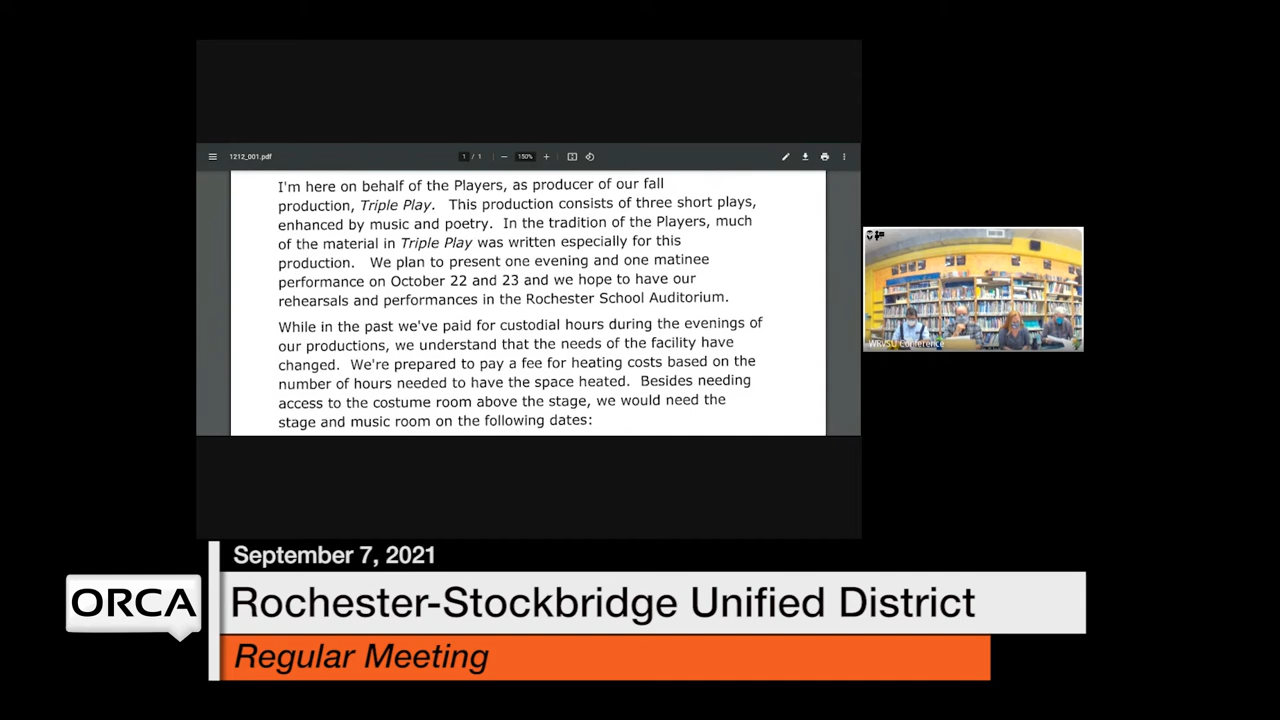 1212_001.pdf
1 / 1
150%
I'm here on behalf of the Players, as producer of our fall
production, Triple Play. This production consists of three short plays,
enhanced by music and poetry. In the tradition of the Players, much
of the material in Triple Play was written especially for this
production. We plan to present one evening and one matinee
performance on October 22 and 23 and we hope to have our
rehearsals and performances in the Rochester School Auditorium.
While in the past we've paid for custodial hours during the evenings of
our productions, we understand that the needs of the facility have
changed. We're prepared to pay a fee for heating costs based on the
number of hours needed to have the space heated. Besides needing
access to the costume room above the stage, we would need the
stage and music room on the following dates:
WRVSU Conference
September 7, 2021
ORCA
Rochester-Stockbridge Unified District
Regular Meeting